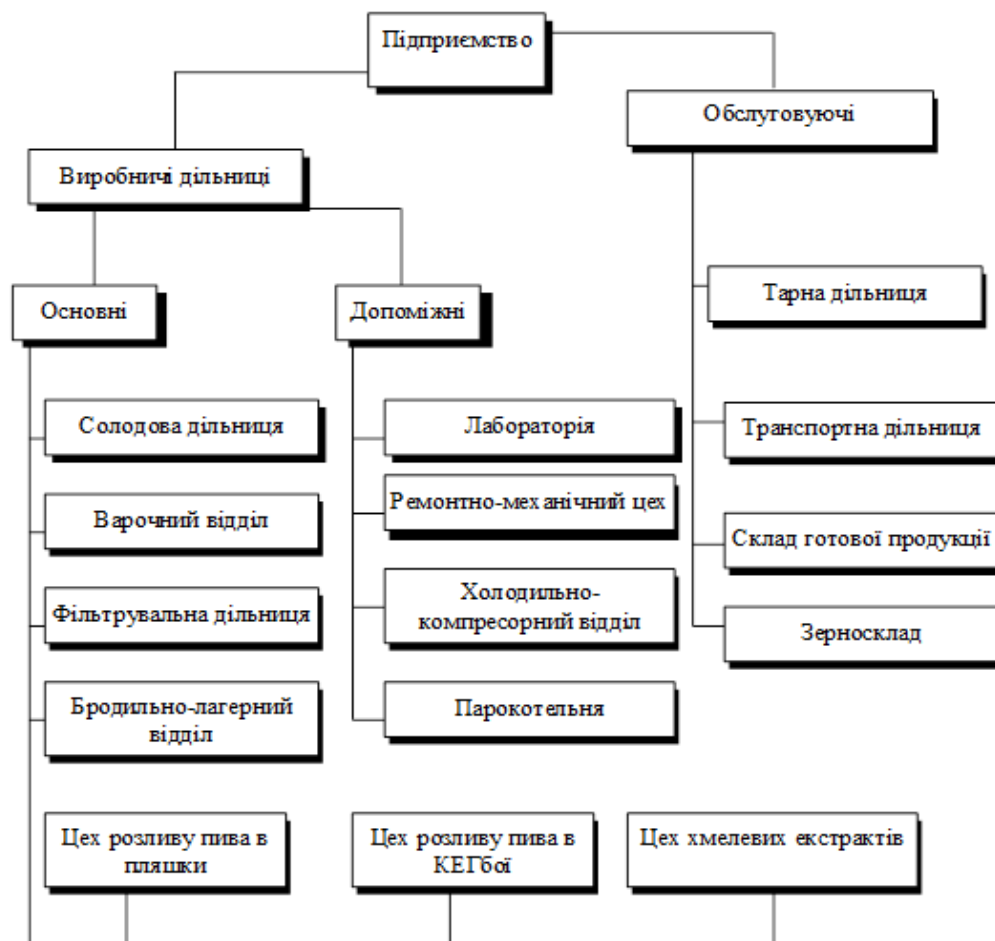 Підприємство
Обслуговуючі
Виробничі дільниці
Основні
Допоміжні
Тарна дільниця
Солодова дільниця
Лабораторія
Транспортна дільниця
Варочний відділ
Ремонтно-механічний цех
Склад готової продукції
Фільтрувальна дільниця
Холодильно-
компресорний відділ
Зерносклад
Бродильно-лагерний
відділ
Парокотельня
Цех розливу пива в
пляшки
Цех розливу пива в
КЕГбої
Цех хмелевих екстрактів